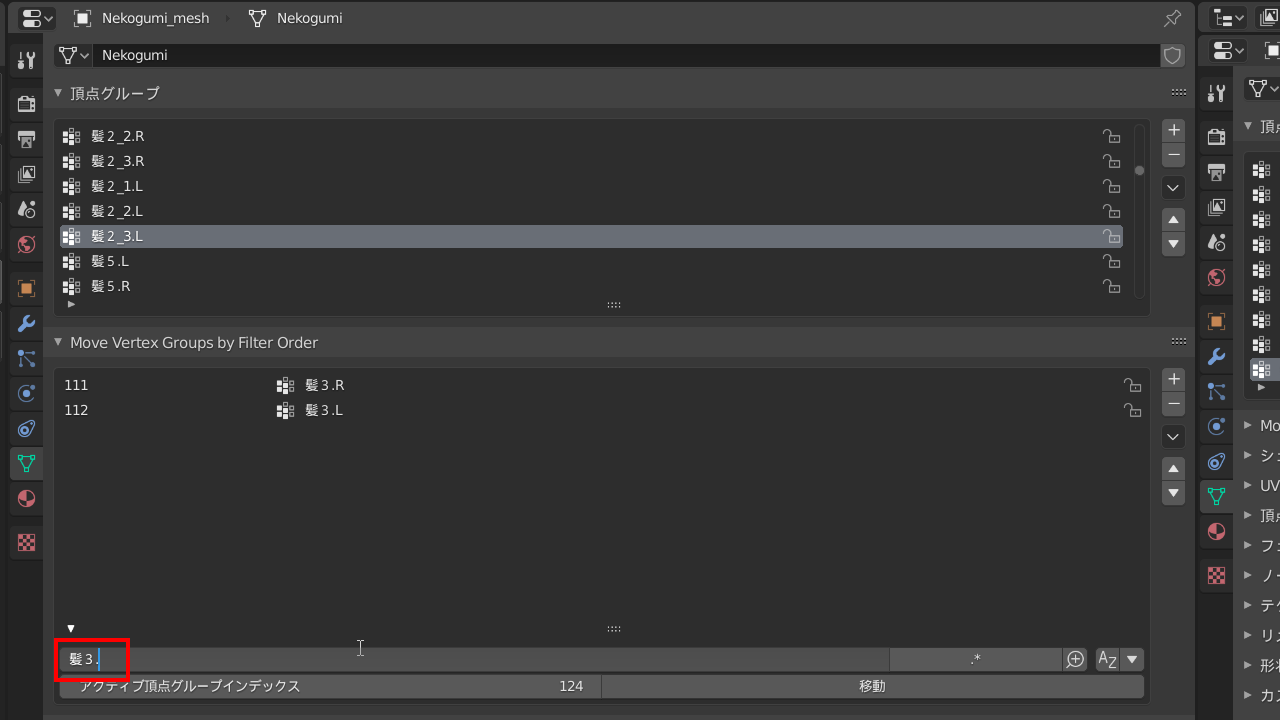 Nekogumi_mesh Nekogumi
Nekogumi
頂点グループ
髪２_2.R
髪２_3.R
髪２_1.L
髪２_2.L
髪２_3.L
髪５.L
髪５.R
Move Vertex Groups by Filter Order
111 髪３.R
112 髪３.L
髪３. .* AZ
アクティブ頂点グループインデックス 124 移動
頂
Mo
シ
UV
頂
フ
ノー
テク
リ
形
カ